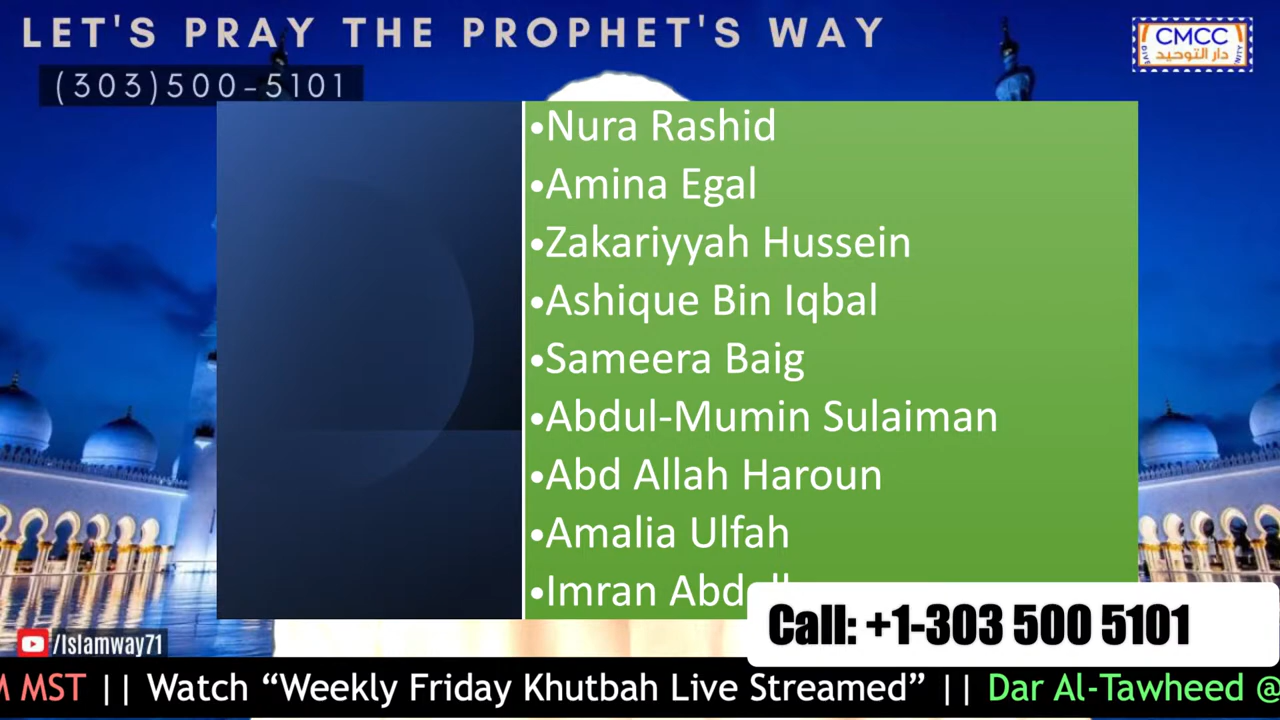 LET'S PRAY THE PROPHET'S WAY
(303)500-5101
CMCC
دار التوحيد
•Nura Rashid
•Amina Egal
•Zakariyyah Hussein
•Ashique Bin Iqbal
•Sameera Baig
•Abdul-Mumin Sulaiman
•Abd Allah Haroun
•Amalia Ulfah
•Imran
Call: +1-303 500 5101
/Islamway71
M MST || Watch “Weekly Friday Khutbah Live Streamed” || Dar Al-Tawheed @